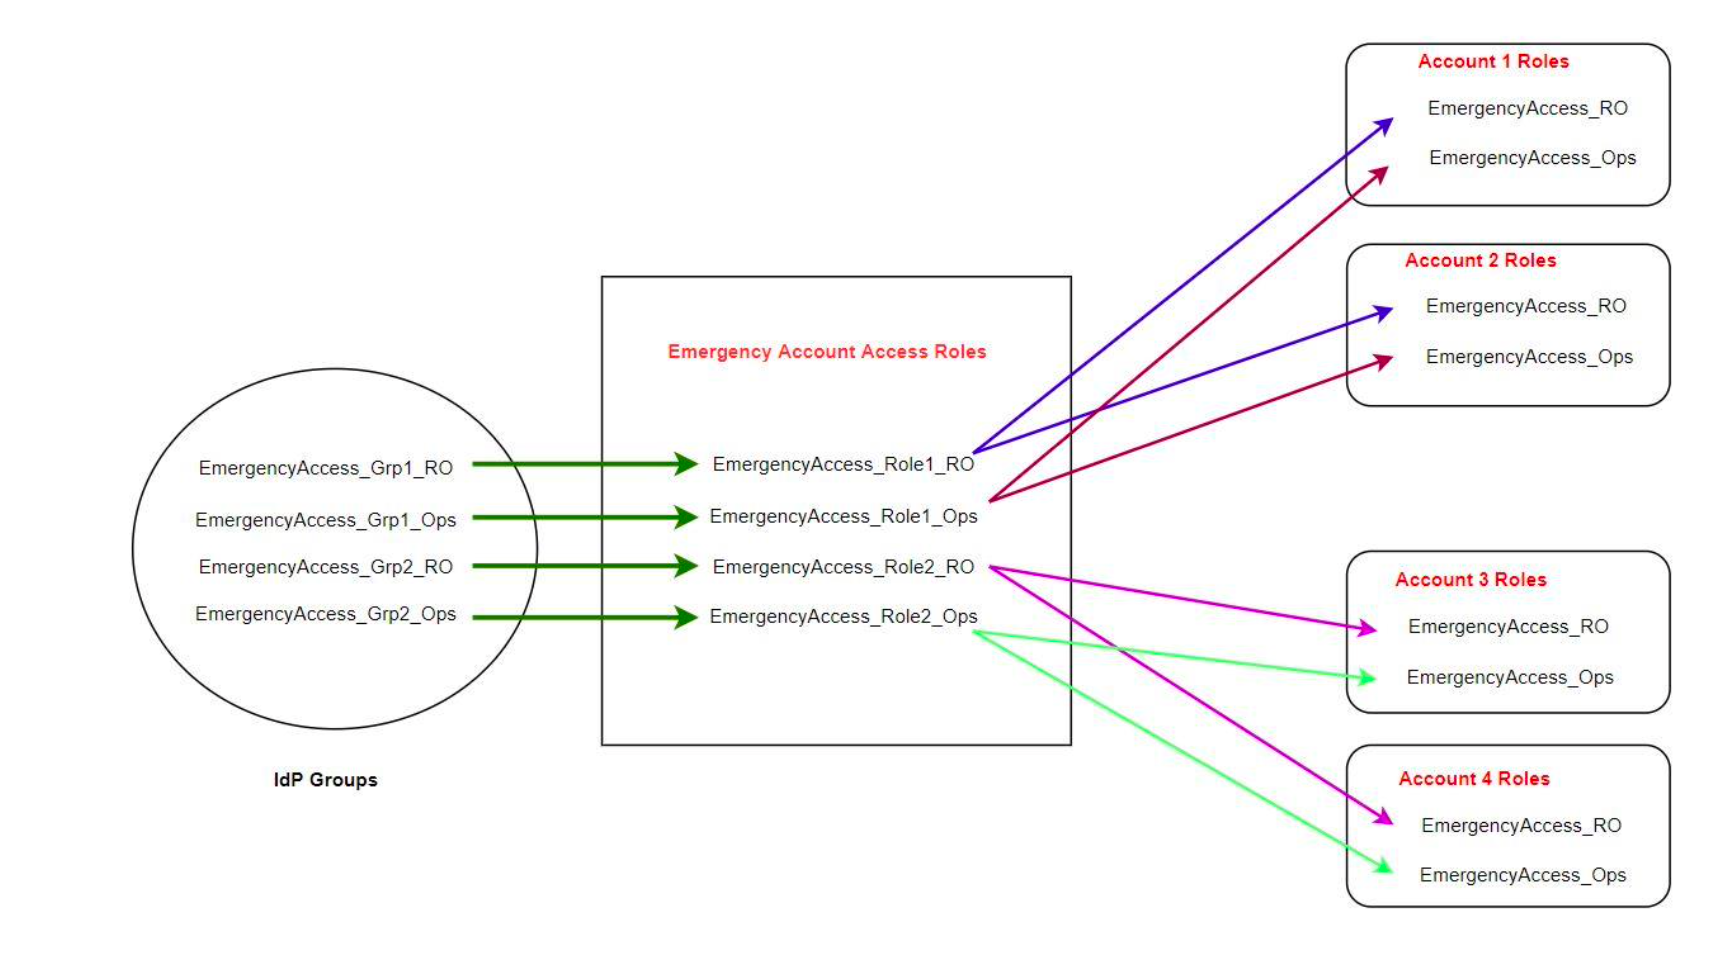 Account 1 Roles
EmergencyAccess_RO
EmergencyAccess_Ops
Account 2 Roles
EmergencyAccess_RO
EmergencyAccess_Ops
Emergency Account Access Roles
EmergencyAccess_Grp1_RO
EmergencyAccess_Grp1_Ops
EmergencyAccess_Grp2_RO
EmergencyAccess_Grp2_Ops
IdP Groups
EmergencyAccess_Role1_RO
EmergencyAccess_Role1_Ops
EmergencyAccess_Role2_RO
EmergencyAccess_Role2_Ops
Account 3 Roles
EmergencyAccess_RO
EmergencyAccess_Ops
Account 4 Roles
EmergencyAccess_RO
EmergencyAccess_Ops